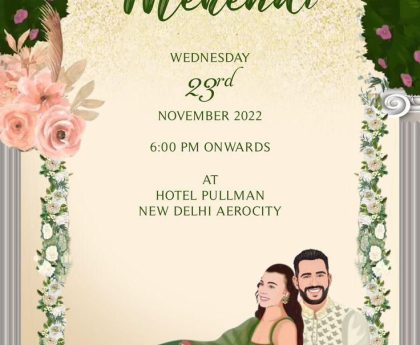 Mehendi
WEDNESDAY
23rd
NOVEMBER 2022
6:00 PM ONWARDS
AT
HOTEL PULLMAN
NEW DELHI AEROCITY